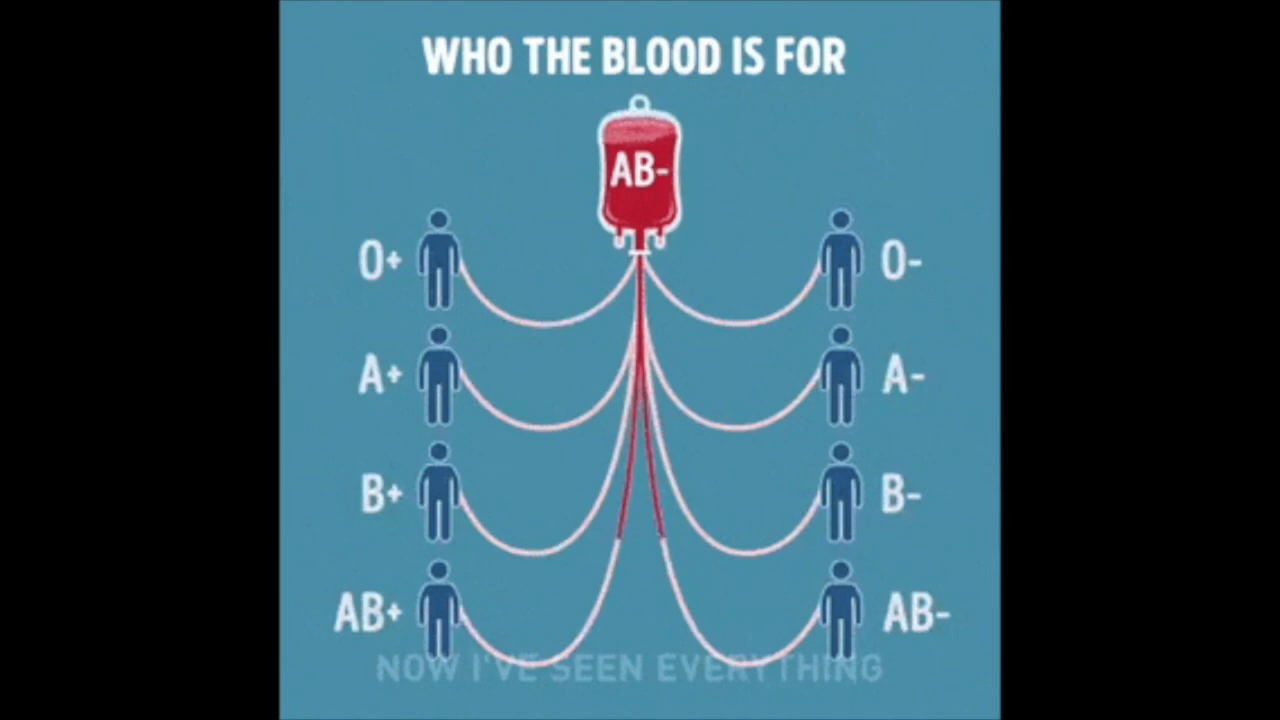 WHO THE BLOOD IS FOR
AB-
O+
O-
A+
A-
B+
B-
AB+
AB-
NOW I'VE SEEN EVERYTHING